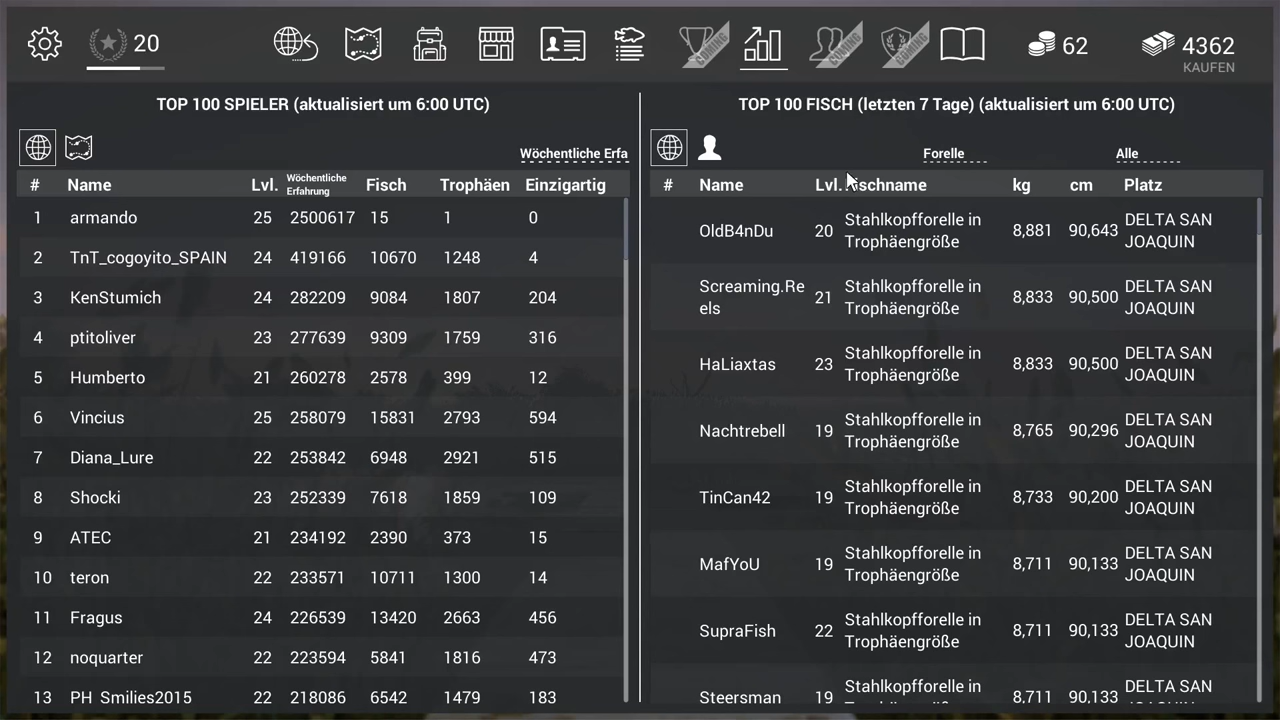 20
COMING
COMING
COMING
62
4362
KAUFEN
TOP 100 SPIELER (aktualisiert um 6:00 UTC)
Wöchentliche Erfa
# Name Lvl. Wöchentliche Erfahrung Fisch Trophäen Einzigartig
1 armando 25 2500617 15 1 0
2 TnT_cogoyito_SPAIN 24 419166 10670 1248 4
3 KenStumich 24 282209 9084 1807 204
4 ptitoliver 23 277639 9309 1759 316
5 Humberto 21 260278 2578 399 12
6 Vincius 25 258079 15831 2793 594
7 Diana_Lure 22 253842 6948 2921 515
8 Shocki 23 252339 7618 1859 109
9 ATEC 21 234192 2390 373 15
10 teron 22 233571 10711 1300 14
11 Fragus 24 226539 13420 2663 456
12 noquarter 22 223594 5841 1816 473
13 PH_Smilies2015 22 218086 6542 1479 183
TOP 100 FISCH (letzten 7 Tage) (aktualisiert um 6:00 UTC)
Forelle Alle
# Name Lvl. Fischname kg cm Platz
OldB4nDu 20 Stahlkopfforelle in Trophäengröße 8,881 90,643 DELTA SAN JOAQUIN
Screaming.Reels 21 Stahlkopfforelle in Trophäengröße 8,833 90,500 DELTA SAN JOAQUIN
HaLiaxtas 23 Stahlkopfforelle in Trophäengröße 8,833 90,500 DELTA SAN JOAQUIN
Nachtrebell 19 Stahlkopfforelle in Trophäengröße 8,765 90,296 DELTA SAN JOAQUIN
TinCan42 19 Stahlkopfforelle in Trophäengröße 8,733 90,200 DELTA SAN JOAQUIN
MafYoU 19 Stahlkopfforelle in Trophäengröße 8,711 90,133 DELTA SAN JOAQUIN
SupraFish 22 Stahlkopfforelle in Trophäengröße 8,711 90,133 DELTA SAN JOAQUIN
Steersman 19 Stahlkopfforelle in Trophäengröße 8,711 90,133 DELTA SAN JOAQUIN